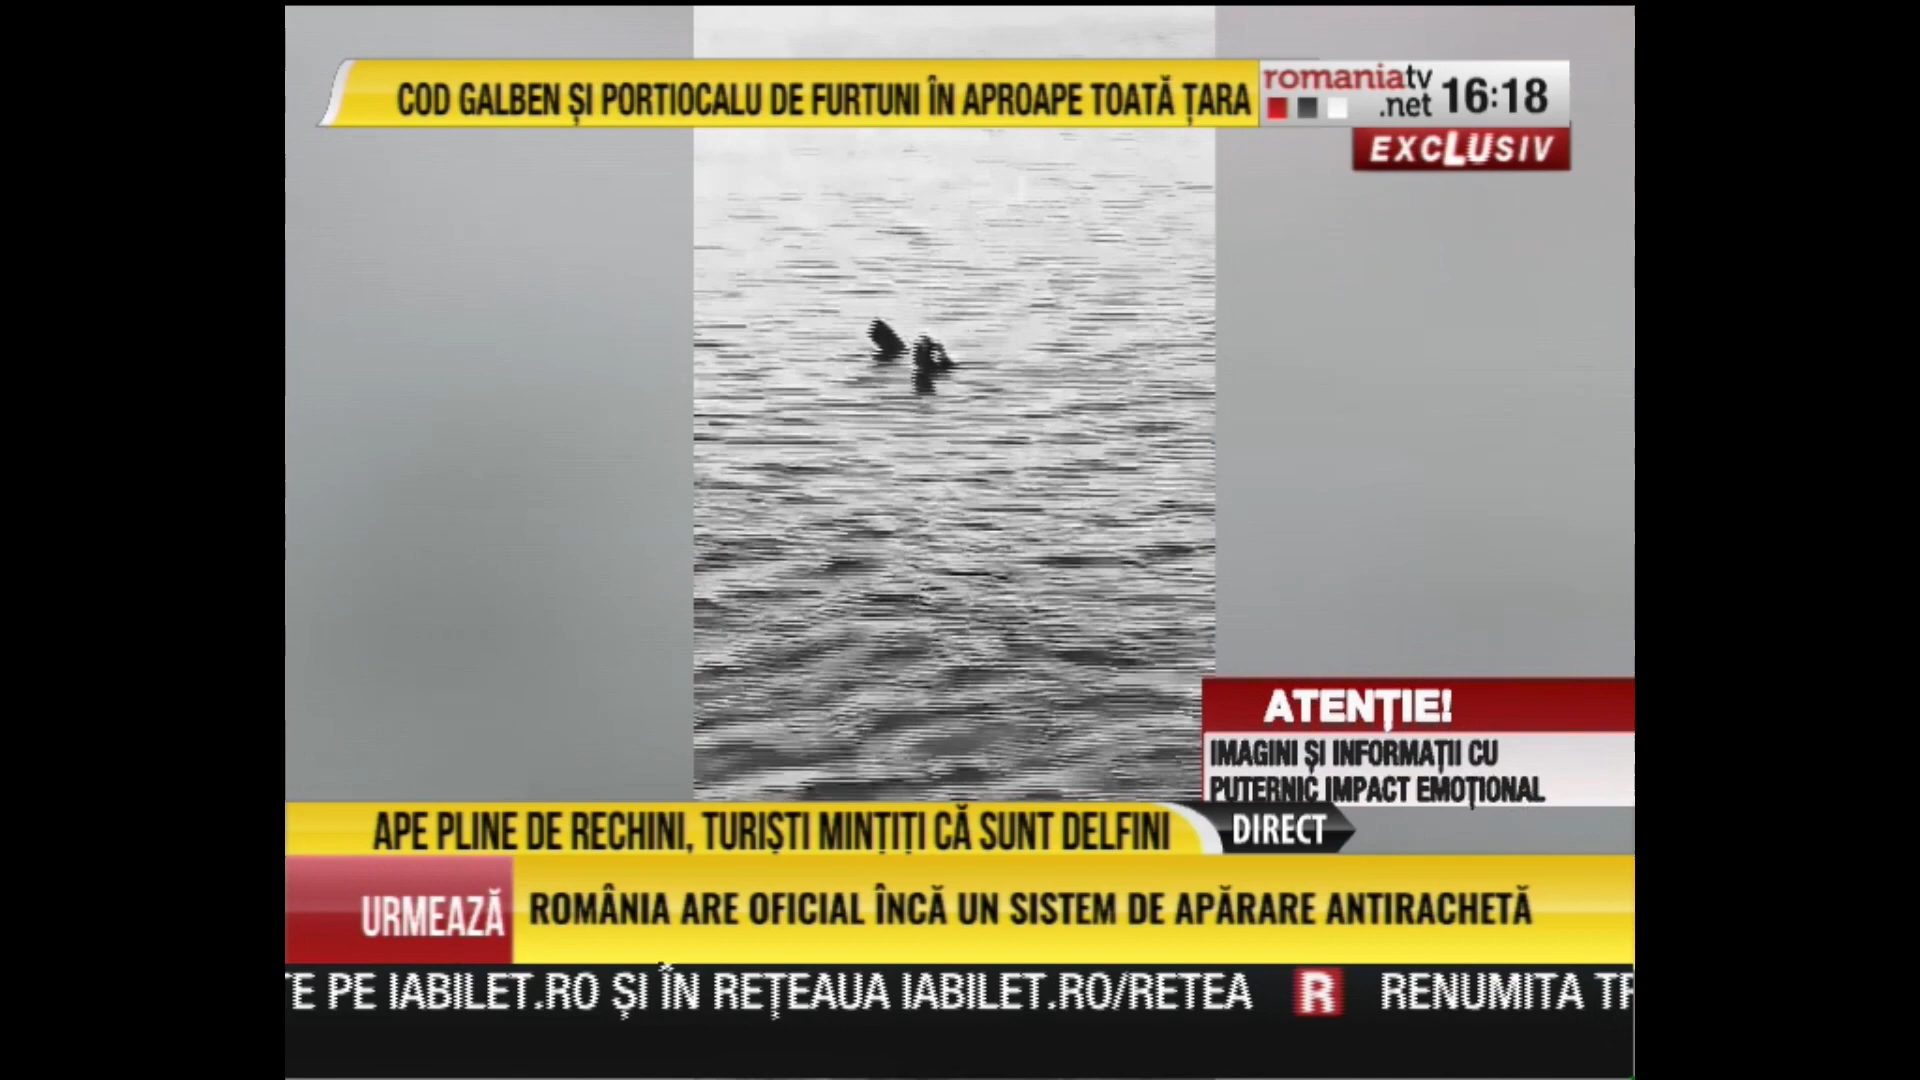 COD GALBEN ȘI PORTIOCALU DE FURTUNI ÎN APROAPE TOATĂ ȚARA
romaniatv
.net
16:18
EXCLUSIV
ATENȚIE!
IMAGINI ȘI INFORMAȚII CU
PUTERNIC IMPACT EMOȚIONAL
APE PLINE DE RECHINI, TURIȘTI MINȚIȚI CĂ SUNT DELFINI
DIRECT
URMEAZĂ
ROMÂNIA ARE OFICIAL ÎNCĂ UN SISTEM DE APĂRARE ANTIRACHETĂ
E PE IABILET.RO ȘI ÎN REȚEAUA IABILET.RO/RETEA R RENUMITA